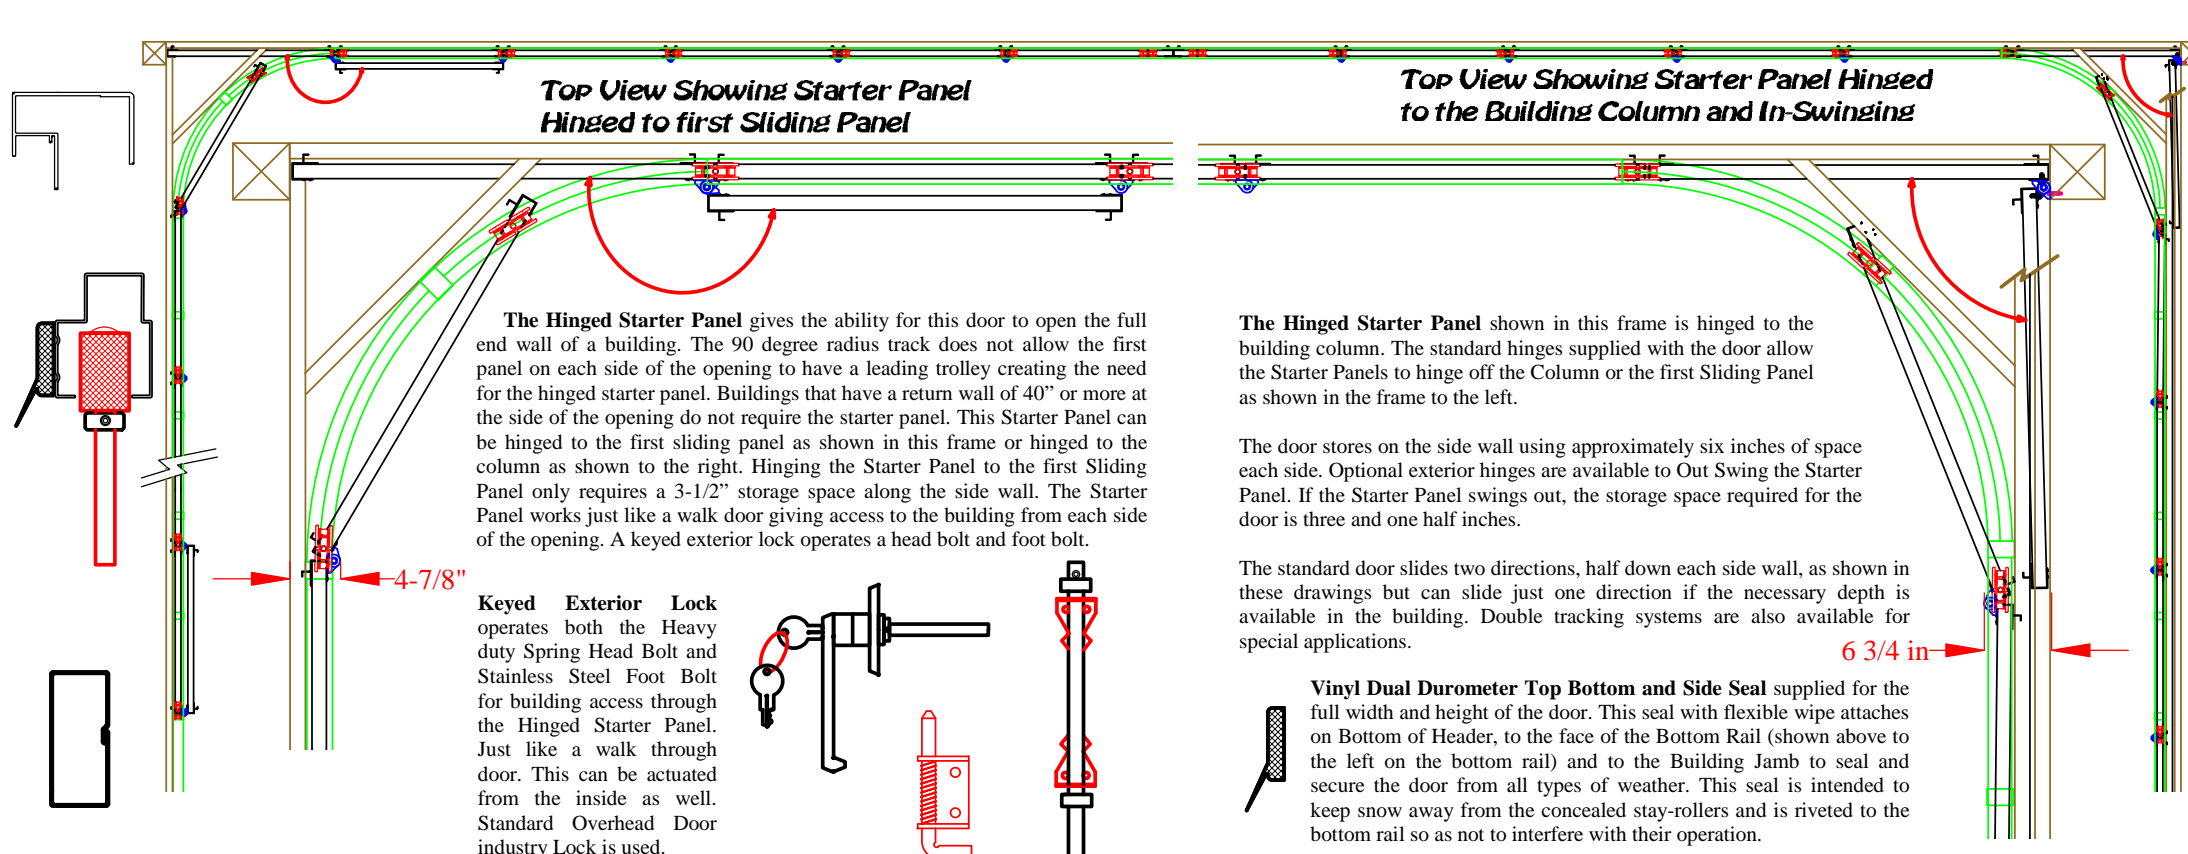 Top View Showing Starter Panel
Hinged to first Sliding Panel
The Hinged Starter Panel gives the ability for this door to open the full
end wall of a building. The 90 degree radius track does not allow the first
panel on each side of the opening to have a leading trolley creating the need
for the hinged starter panel. Buildings that have a return wall of 40” or more at
the side of the opening do not require the starter panel. This Starter Panel can
be hinged to the first sliding panel as shown in this frame or hinged to the
column as shown to the right. Hinging the Starter Panel to the first Sliding
Panel only requires a 3-1/2” storage space along the side wall. The Starter
Panel works just like a walk door giving access to the building from each side
of the opening. A keyed exterior lock operates a head bolt and foot bolt.
4-7/8"
Keyed Exterior Lock
operates both the Heavy
duty Spring Head Bolt and
Stainless Steel Foot Bolt
for building access through
the Hinged Starter Panel.
Just like a walk through
door. This can be actuated
from the inside as well.
Standard Overhead Door
industry Lock is used.
Top View Showing Starter Panel Hinged
to the Building Column and In-Swinging
The Hinged Starter Panel shown in this frame is hinged to the
building column. The standard hinges supplied with the door allow
the Starter Panels to hinge off the Column or the first Sliding Panel
as shown in the frame to the left.
The door stores on the side wall using approximately six inches of space
each side. Optional exterior hinges are available to Out Swing the Starter
Panel. If the Starter Panel swings out, the storage space required for the
door is three and one half inches.
The standard door slides two directions, half down each side wall, as shown in
these drawings but can slide just one direction if the necessary depth is
available in the building. Double tracking systems are also available for
special applications.
6 3/4 in
Vinyl Dual Durometer Top Bottom and Side Seal supplied for the
full width and height of the door. This seal with flexible wipe attaches
on Bottom of Header, to the face of the Bottom Rail (shown above to
the left on the bottom rail) and to the Building Jamb to seal and
secure the door from all types of weather. This seal is intended to
keep snow away from the concealed stay-rollers and is riveted to the
bottom rail so as not to interfere with their operation.